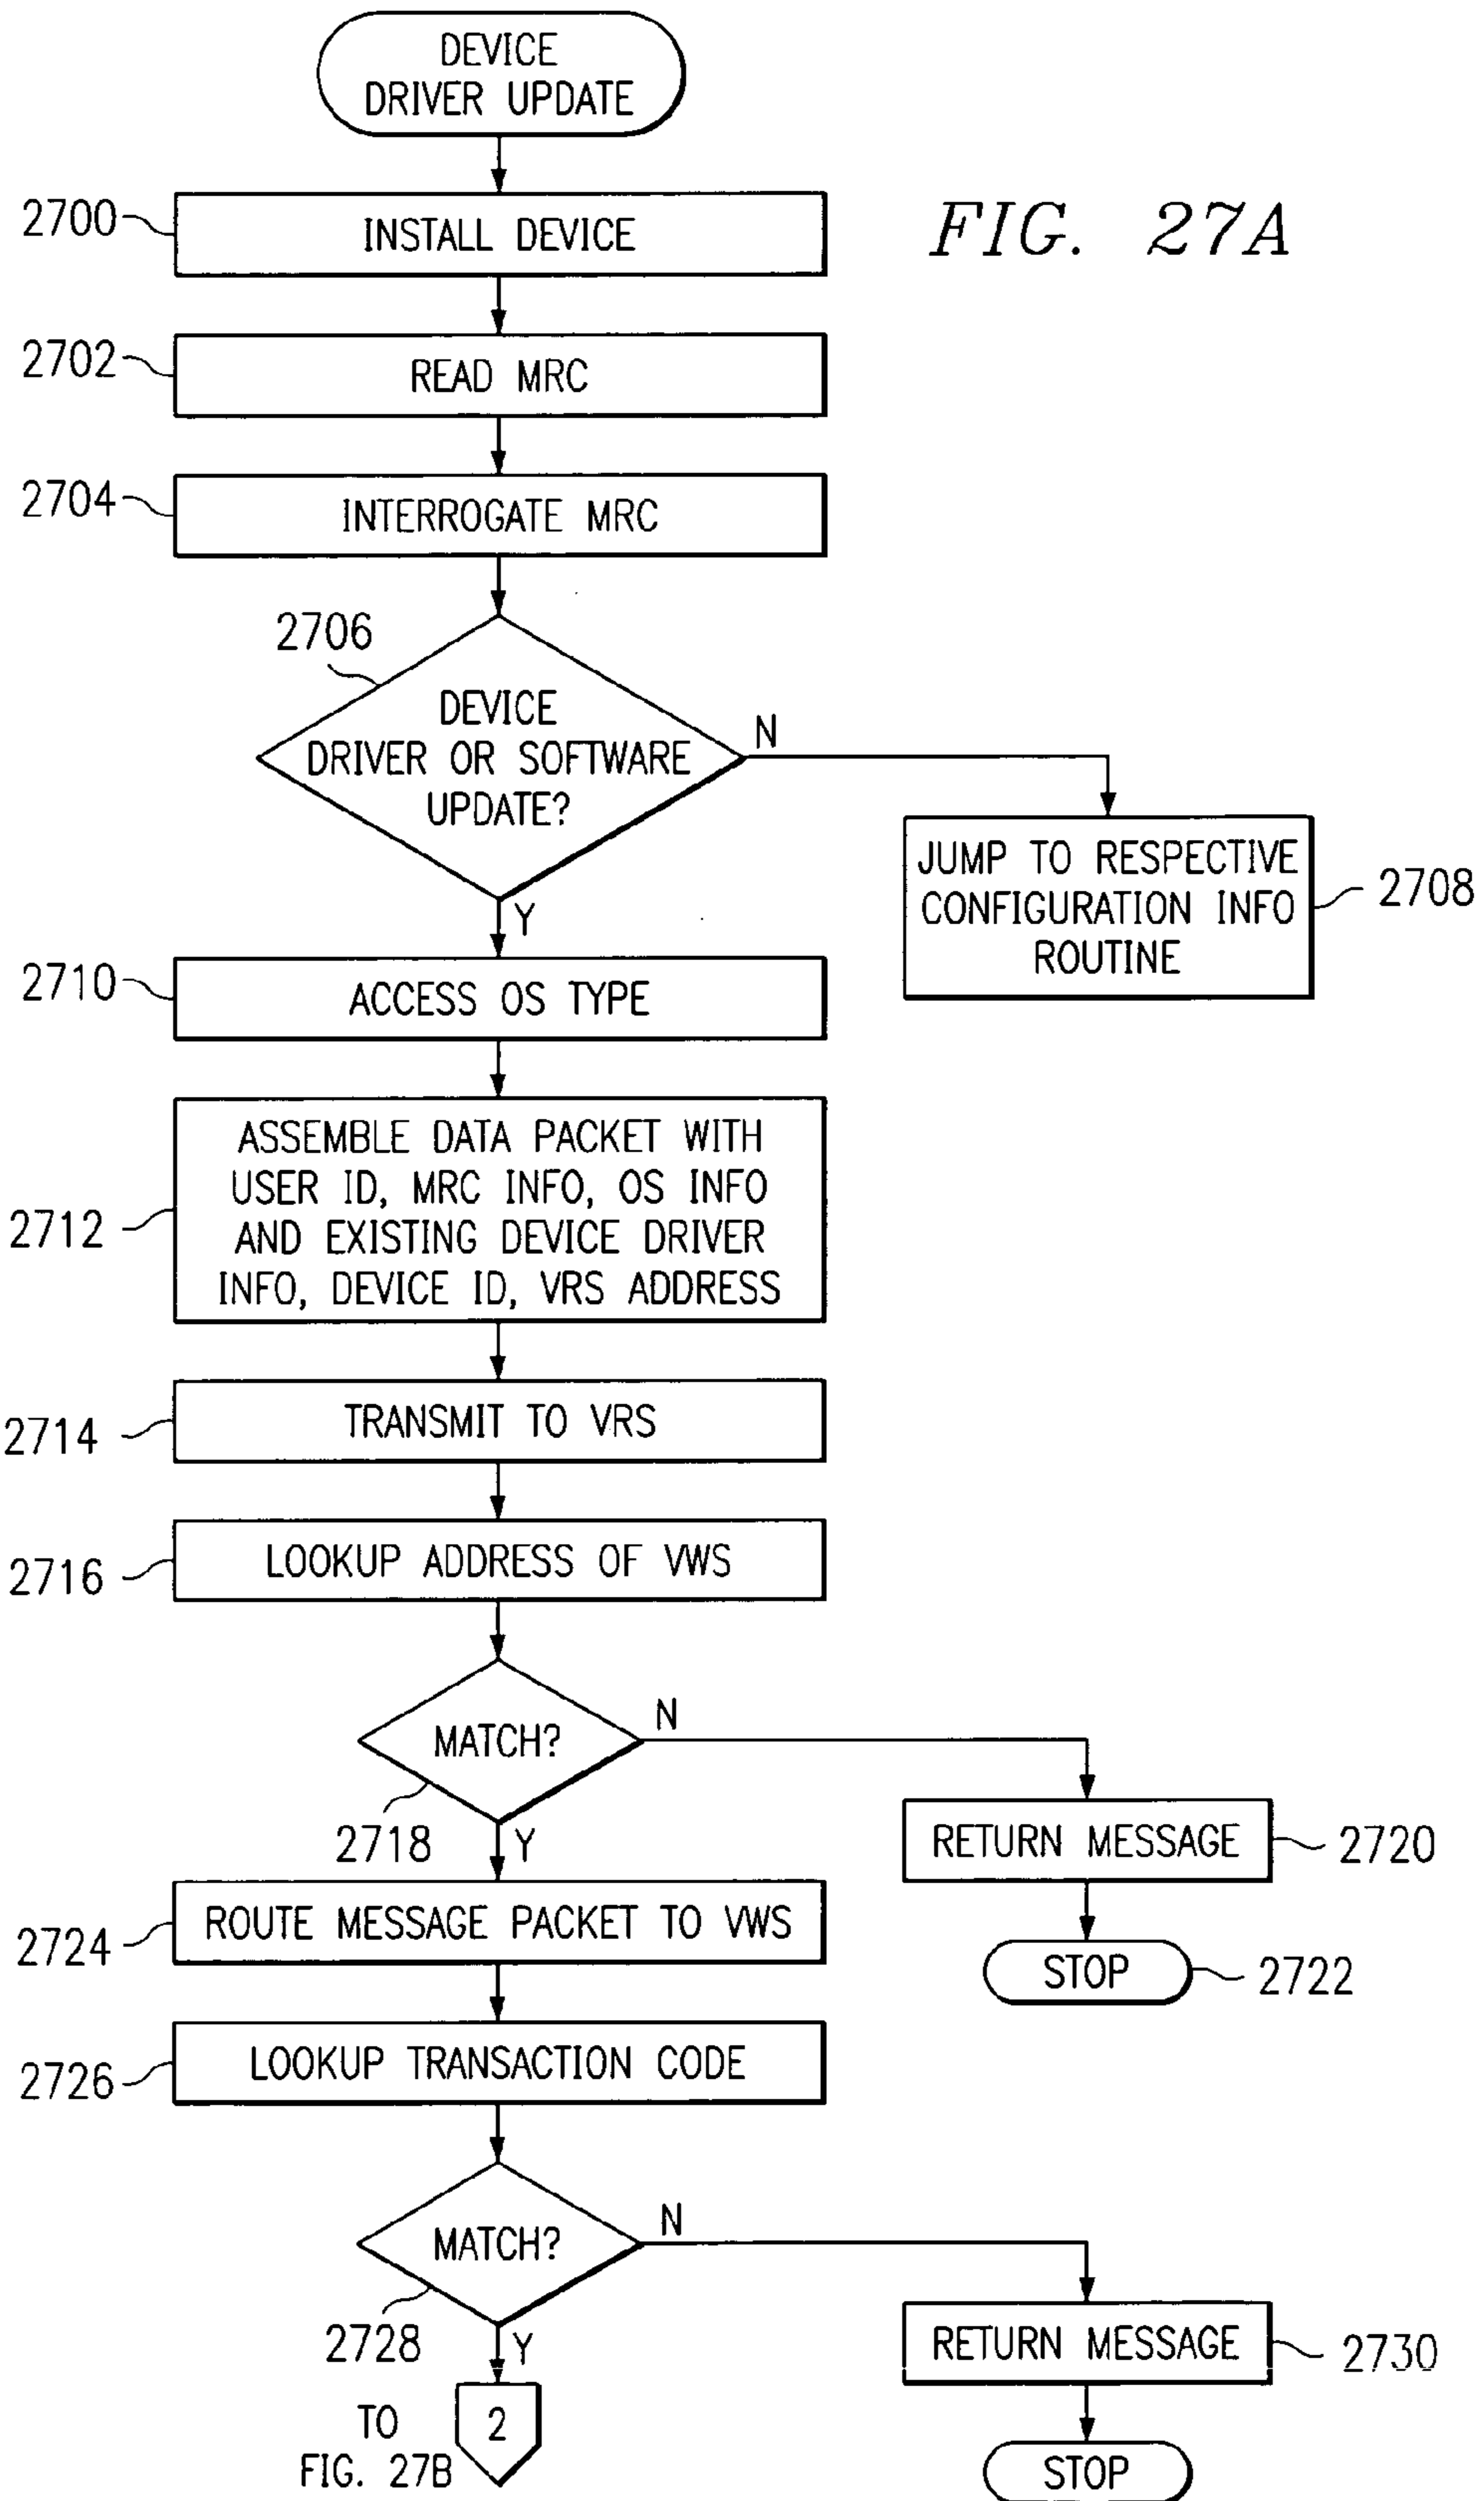 DEVICE
DRIVER UPDATE
FIG. 27A
2700
INSTALL DEVICE
2702
READ MRC
2704
INTERROGATE MRC
2706
DEVICE
DRIVER OR SOFTWARE
UPDATE?
N
Y
JUMP TO RESPECTIVE
CONFIGURATION INFO
ROUTINE
2708
2710
ACCESS OS TYPE
2712
ASSEMBLE DATA PACKET WITH
USER ID, MRC INFO, OS INFO
AND EXISTING DEVICE DRIVER
INFO, DEVICE ID, VRS ADDRESS
2714
TRANSMIT TO VRS
2716
LOOKUP ADDRESS OF VWS
MATCH?
N
2718
Y
RETURN MESSAGE
2720
STOP
2722
2724
ROUTE MESSAGE PACKET TO VWS
2726
LOOKUP TRANSACTION CODE
MATCH?
N
2728
Y
RETURN MESSAGE
2730
STOP
TO
FIG. 27B
2